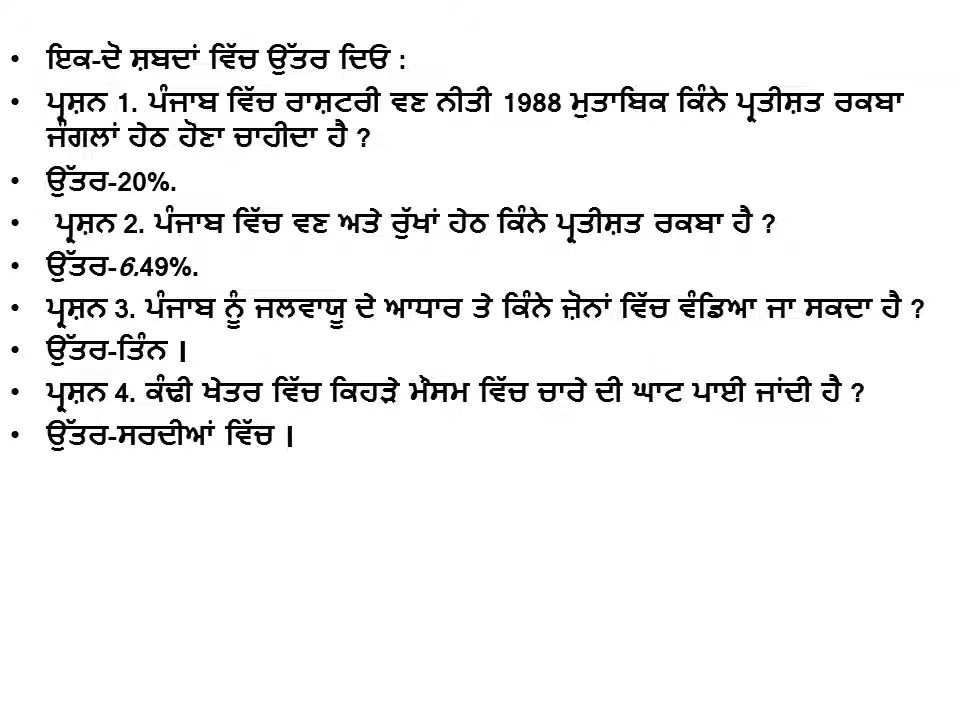 • ਇਕ-ਦੋ ਸ਼ਬਦਾਂ ਵਿੱਚ ਉੱਤਰ ਦਿਓ :
• ਪ੍ਰਸ਼ਨ 1. ਪੰਜਾਬ ਵਿੱਚ ਰਾਸ਼ਟਰੀ ਵਣ ਨੀਤੀ 1988 ਮੁਤਾਬਿਕ ਕਿੰਨੇ ਪ੍ਰਤੀਸ਼ਤ ਰਕਬਾ
ਜੰਗਲਾਂ ਹੇਠ ਹੋਣਾ ਚਾਹੀਦਾ ਹੈ ?
• ਉੱਤਰ-20%.
• ਪ੍ਰਸ਼ਨ 2. ਪੰਜਾਬ ਵਿੱਚ ਵਣ ਅਤੇ ਰੁੱਖਾਂ ਹੇਠ ਕਿੰਨੇ ਪ੍ਰਤੀਸ਼ਤ ਰਕਬਾ ਹੈ ?
• ਉੱਤਰ-6.49%.
• ਪ੍ਰਸ਼ਨ 3. ਪੰਜਾਬ ਨੂੰ ਜਲਵਾਯੂ ਦੇ ਆਧਾਰ ਤੇ ਕਿੰਨੇ ਜ਼ੋਨਾਂ ਵਿੱਚ ਵੰਡਿਆ ਜਾ ਸਕਦਾ ਹੈ ?
• ਉੱਤਰ-ਤਿੰਨ ।
• ਪ੍ਰਸ਼ਨ 4. ਕੰਢੀ ਖੇਤਰ ਵਿੱਚ ਕਿਹੜੇ ਮੌਸਮ ਵਿੱਚ ਚਾਰੇ ਦੀ ਘਾਟ ਪਾਈ ਜਾਂਦੀ ਹੈ ?
• ਉੱਤਰ-ਸਰਦੀਆਂ ਵਿੱਚ ।